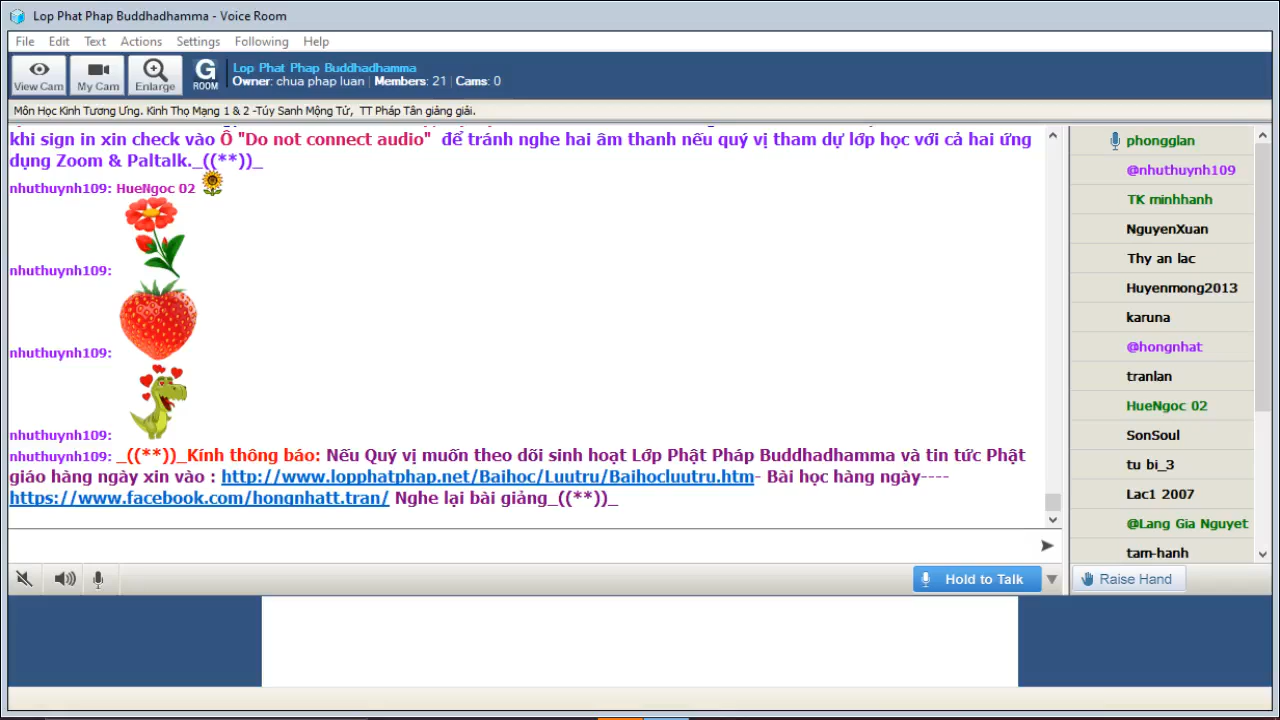 Lop Phat Phap Buddhadhamma - Voice Room
File Edit Text Actions Settings Following Help
View Cam My Cam Enlarge G ROOM
Lop Phat Phap Buddhadhamma
Owner: chua phap luan | Members: 21 | Cams: 0
Môn Học Kinh Tương Ưng. Kinh Thọ Mạng 1 & 2 -Túy Sanh Mộng Tử, TT Pháp Tân giảng giải.
khi sign in xin check vào Ô "Do not connect audio" để tránh nghe hai âm thanh nếu quý vị tham dự lớp học với cả hai ứng
dụng Zoom & Paltalk._((**))_
nhuthuynh109: HueNgoc 02
nhuthuynh109:
nhuthuynh109:
nhuthuynh109:
nhuthuynh109: _((**))_Kính thông báo: Nếu Quý vị muốn theo dõi sinh hoạt Lớp Phật Pháp Buddhadhamma và tin tức Phật
giáo hàng ngày xin vào : http://www.lopphatphap.net/Baihoc/Luutru/Baihocluutru.htm- Bài học hàng ngày----
https://www.facebook.com/hongnhatt.tran/ Nghe lại bài giảng_((**))_
phongglan
@nhuthuynh109
TK minhhanh
NguyenXuan
Thy an lac
Huyenmong2013
karuna
@hongnhat
tranlan
HueNgoc 02
SonSoul
tu bi_3
Lac1 2007
@Lang Gia Nguyet
tam-hanh
Hold to Talk
Raise Hand